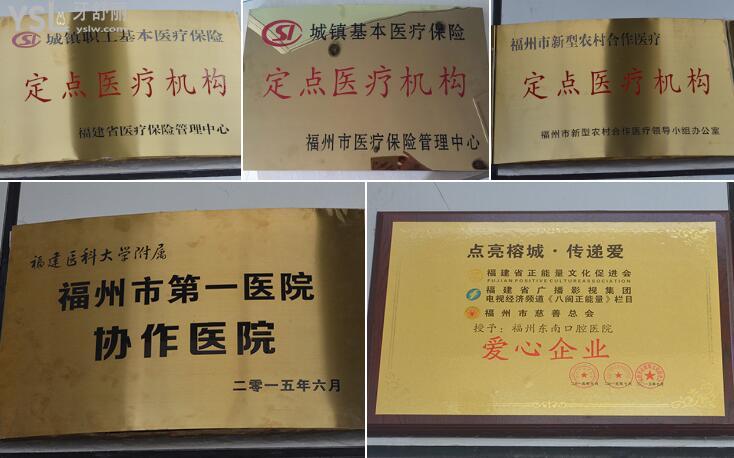 YSL 牙舒丽
yslw.com
SI 城镇职工基本医疗保险
定点医疗机构
福建省医疗保险管理中心
SI 城镇基本医疗保险
定点医疗机构
福州市医疗保险管理中心
福州市新型农村合作医疗
定点医疗机构
福州市新型农村合作医疗领导小组办公室
福建医科大学附属
福州市第一医院
协作医院
二零一五年六月
点亮榕城·传递爱
福建省正能量文化促进会
FUJIAN POSITIVE CULTURE ASSOCIATION
福建省广播影视集团
电视经济频道《八闽正能量》栏目
福州市慈善总会
授予:福州东南口腔医院
爱心企业